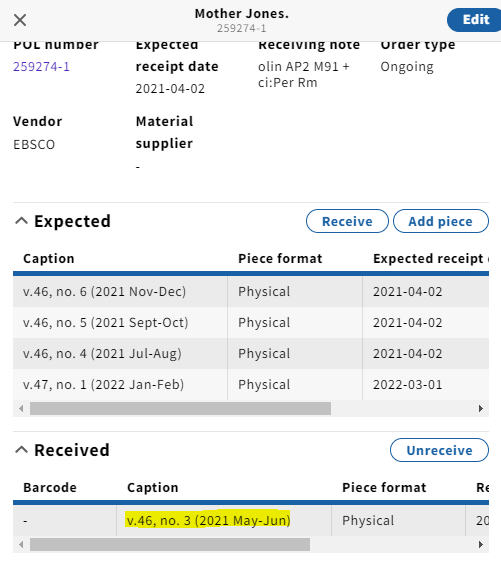 Mother Jones.
259274-1
Edit
POL number Expected receipt date Receiving note Order type
259274-1 2021-04-02 olin AP2 M91 + ci:Per Rm Ongoing
Vendor Material supplier
EBSCO -
Expected Receive Add piece
Caption Piece format Expected receipt
v.46, no. 6 (2021 Nov-Dec) Physical 2021-04-02
v.46, no. 5 (2021 Sept-Oct) Physical 2021-04-02
v.46, no. 4 (2021 Jul-Aug) Physical 2021-04-02
v.47, no. 1 (2022 Jan-Feb) Physical 2022-03-01
Received Unreceive
Barcode Caption Piece format Re
- v.46, no. 3 (2021 May-Jun) Physical 20